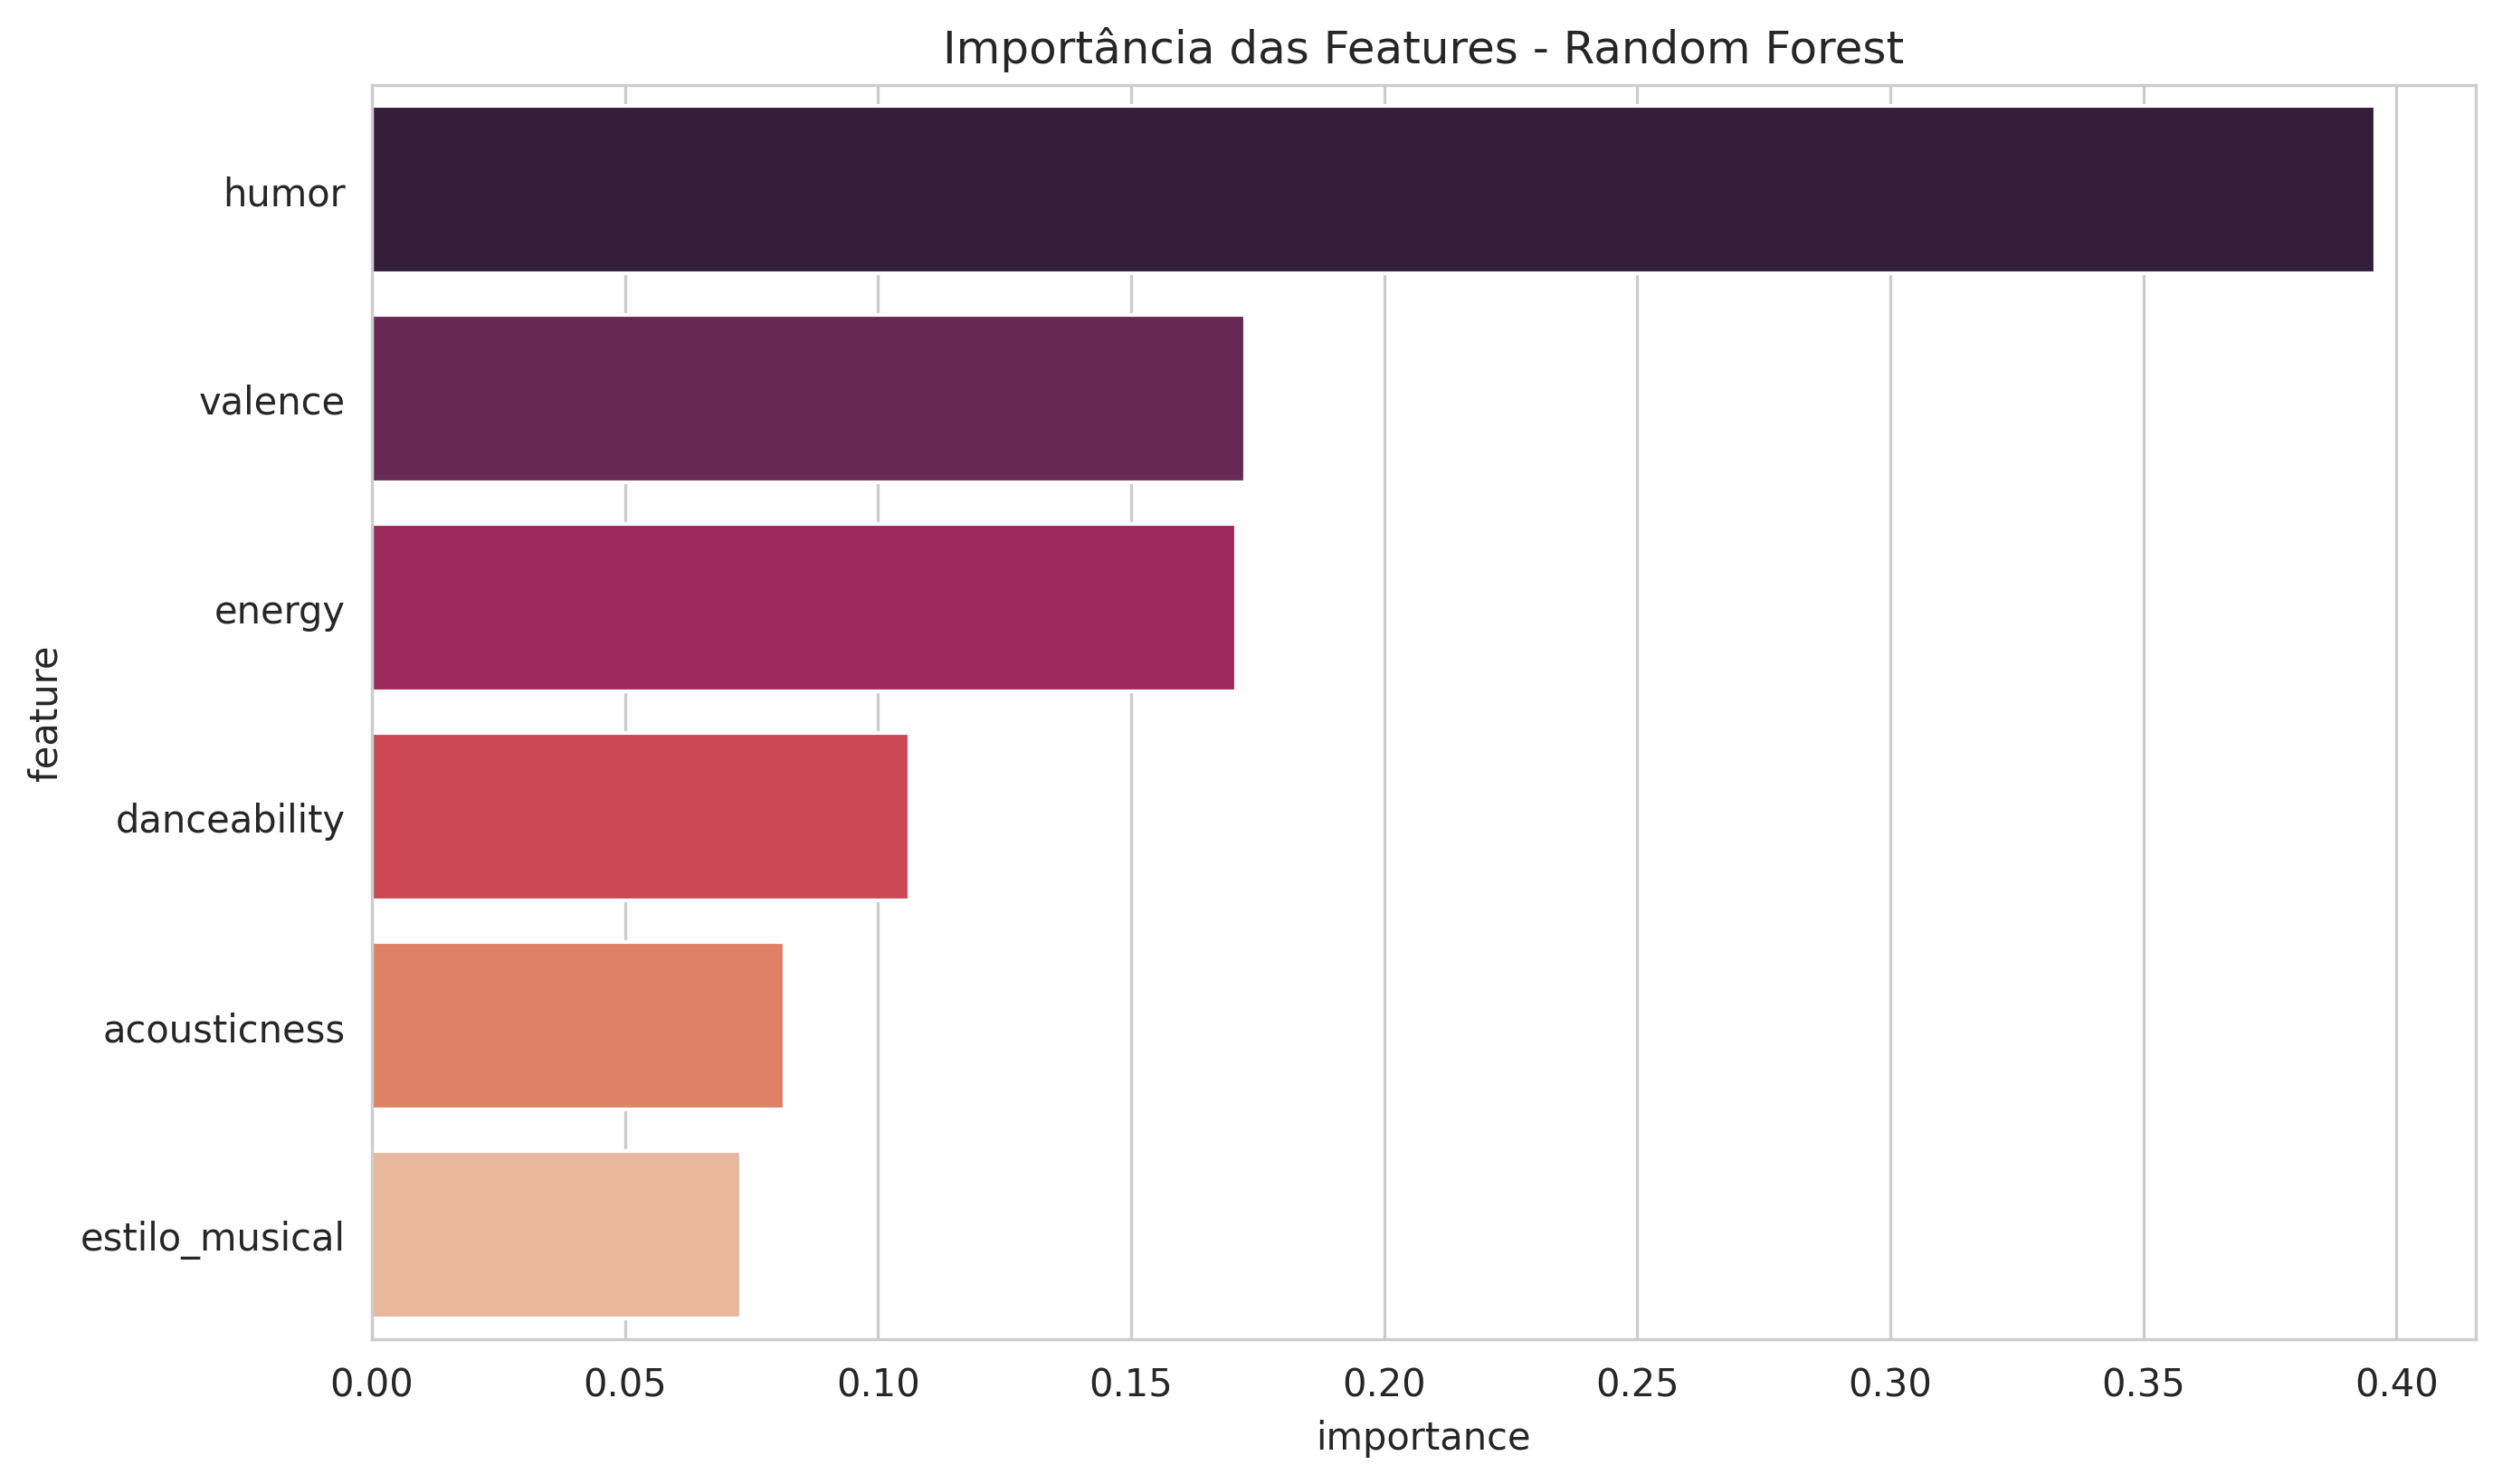 Importância das Features - Random Forest
humor
valence
energy
danceability
acousticness
estilo_musical
feature
0.00 0.05 0.10 0.15 0.20 0.25 0.30 0.35 0.40
importance